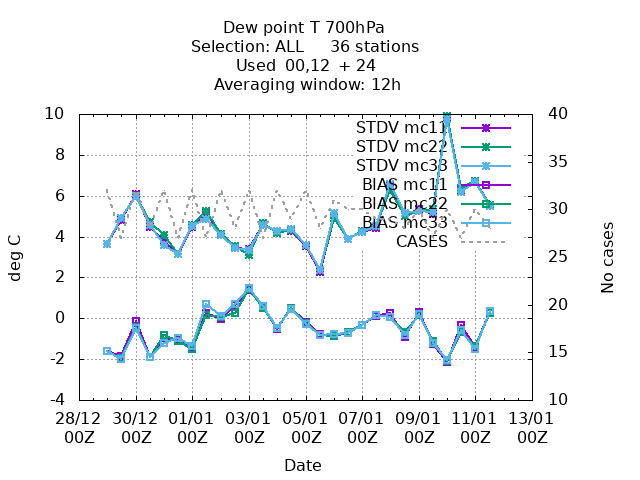 Dew point T 700hPa
Selection: ALL 36 stations
Used 00,12 + 24
Averaging window: 12h
10 40
STDV mc11
STDV mc22
8 35
STDV mc33
BIAS mc11
6 30
BIAS mc22
BIAS mc33
4 25
CASES
deg C
No cases
2
0 20
-2 15
-4 10
28/12 30/12 01/01 03/01 05/01 07/01 09/01 11/01 13/01
00Z 00Z 00Z 00Z 00Z 00Z 00Z 00Z 00Z
Date